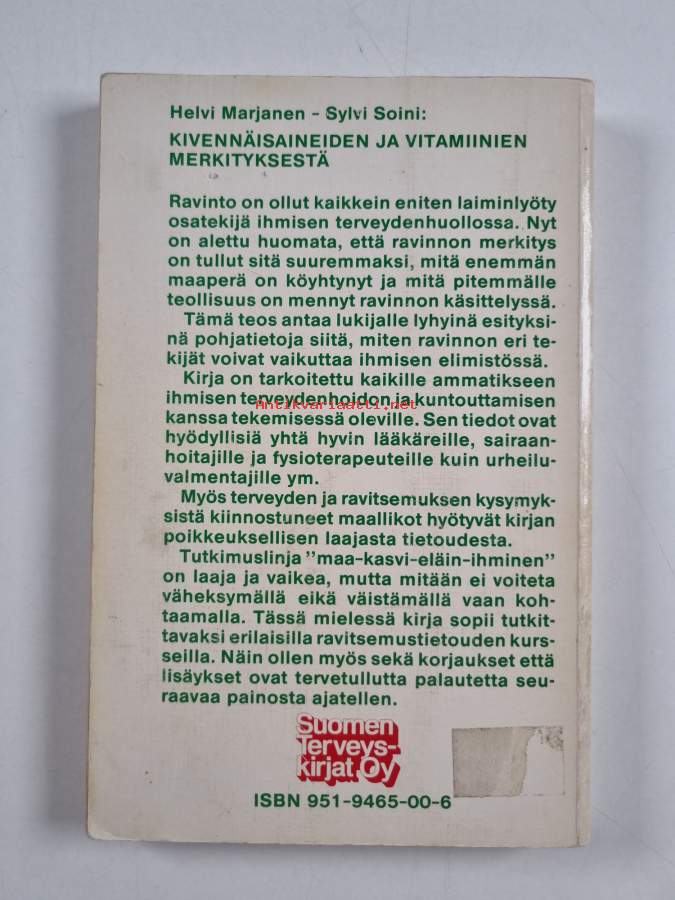 Helvi Marjanen - Sylvi Soini:
KIVENNÄISAINEIDEN JA VITAMIINIEN
MERKITYKSESTÄ
Ravinto on ollut kaikkein eniten laiminlyöty
osatekijä ihmisen terveydenhuollossa. Nyt
on alettu huomata, että ravinnon merkitys
on tullut sitä suuremmaksi, mitä enemmän
maaperä on köyhtynyt ja mitä pitemmälle
teollisuus on mennyt ravinnon käsittelyssä.
Tämä teos antaa lukijalle lyhyinä esityksi-
nä pohjatietoja siitä, miten ravinnon eri te-
kijät voivat vaikuttaa ihmisen elimistössä.
Kirja on tarkoitettu kaikille ammatikseen
ihmisen terveydenhoidon ja kuntouttamisen
Antikvariaatti.net
kanssa tekemisessä oleville. Sen tiedot ovat
hyödyllisiä yhtä hyvin lääkäreille, sairaan-
hoitajille ja fysioterapeuteille kuin urheilu-
valmentajille ym.
Myös terveyden ja ravitsemuksen kysymyk-
sistä kiinnostuneet maallikot hyötyvät kirjan
poikkeuksellisen laajasta tietoudesta.
Tutkimuslinja "maa-kasvi-eläin-ihminen"
on laaja ja vaikea, mutta mitään ei voiteta
väheksymällä eikä väistämällä vaan koh-
taamalla. Tässä mielessä kirja sopii tutkit-
tavaksi erilaisilla ravitsemustietouden kurs-
seilla. Näin ollen myös sekä korjaukset että
lisäykset ovat tervetullutta palautetta seu-
raavaa painosta ajatellen.
Suomen
Terveys-
kirjat Oy
ISBN 951-9465-00-6